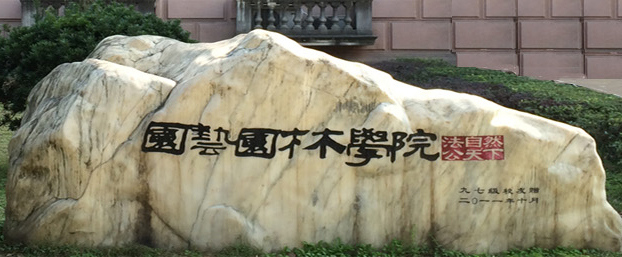 園藝園林學院
法自然
公天下
九七級校友贈
二〇一一年十月